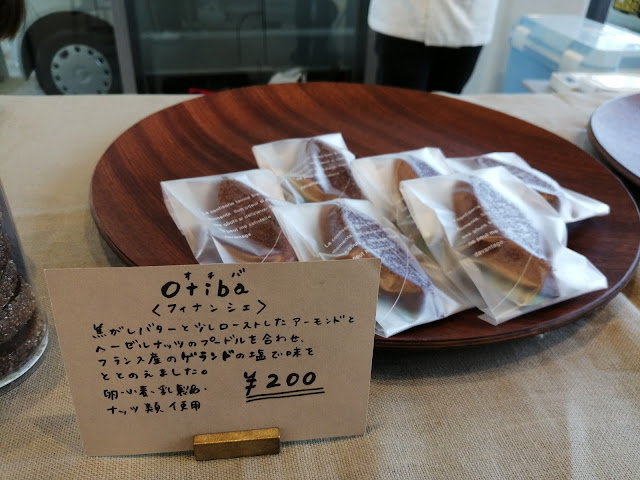 オチバ
Otiba
〈フィナンシェ〉
焦がしバターと少しローストしたアーモンドと
ヘーゼルナッツのプードルを合わせ、
フランス産のゲランドの塩で味を
ととのえました。
卵・小麦・乳製品・
ナッツ類使用
¥200